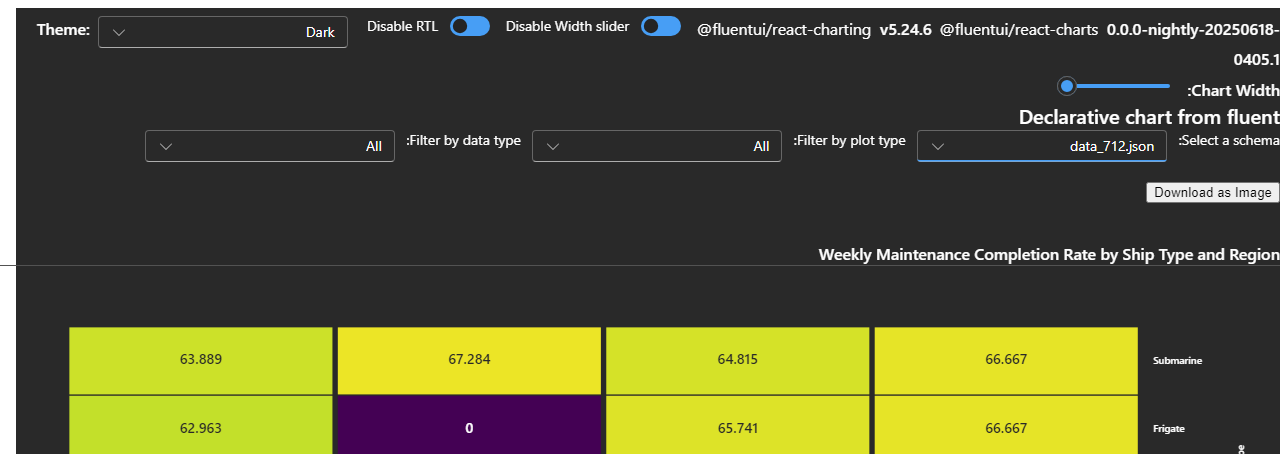 Theme: Dark Disable RTL Disable Width slider @fluentui/react-charting v5.24.6 @fluentui/react-charts 0.0.0-nightly-20250618-
0405.1
:Chart Width
Declarative chart from fluent
:Select a schema data_712.json :Filter by plot type All :Filter by data type All
Download as Image
Weekly Maintenance Completion Rate by Ship Type and Region
63.889 67.284 64.815 66.667 Submarine
62.963 0 65.741 66.667 Frigate